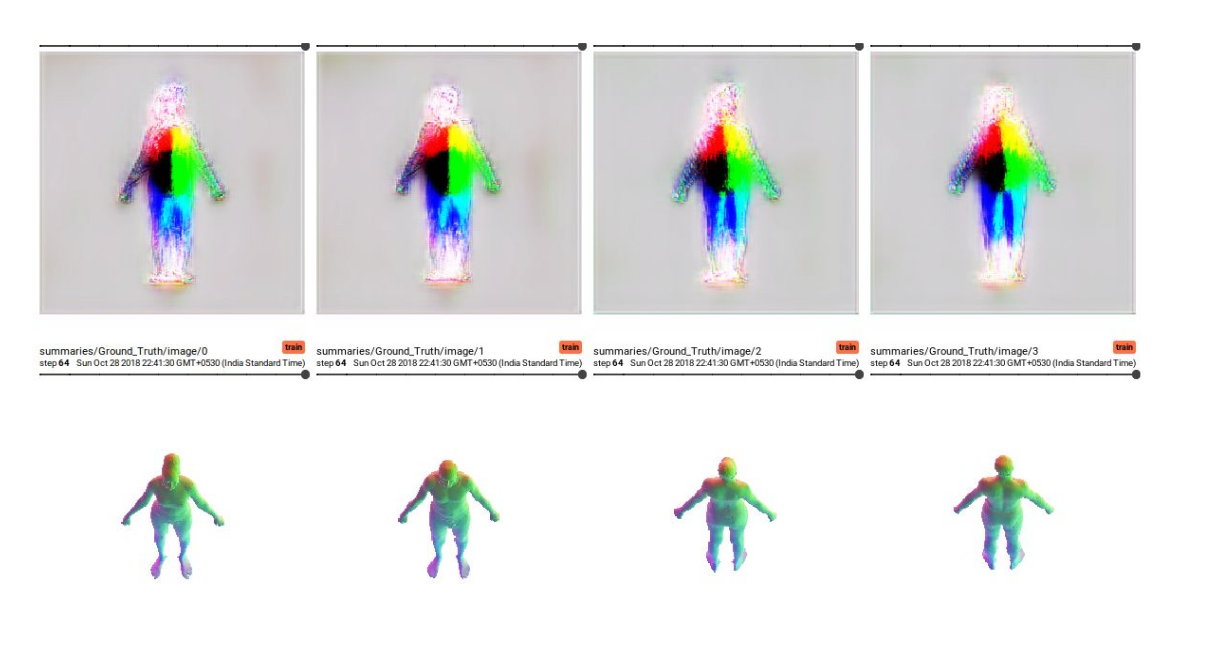 summaries/Ground_Truth/image/0 train
step 64 Sun Oct 28 2018 22:41:30 GMT+0530 (India Standard Time)
summaries/Ground_Truth/image/1 train
step 64 Sun Oct 28 2018 22:41:30 GMT+0530 (India Standard Time)
summaries/Ground_Truth/image/2 train
step 64 Sun Oct 28 2018 22:41:30 GMT+0530 (India Standard Time)
summaries/Ground_Truth/image/3 train
step 64 Sun Oct 28 2018 22:41:30 GMT+0530 (India Standard Time)